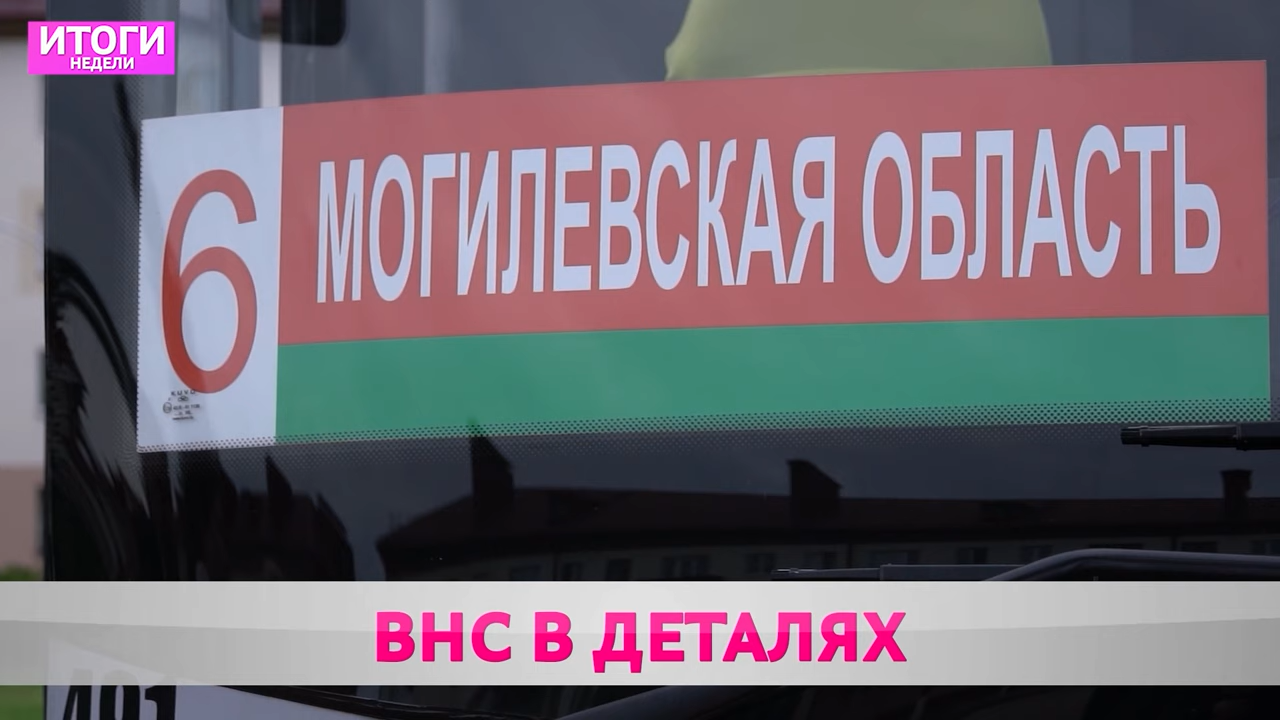 ИТОГИ
НЕДЕЛИ
6
МОГИЛЕВСКАЯ ОБЛАСТЬ
ВНС В ДЕТАЛЯХ